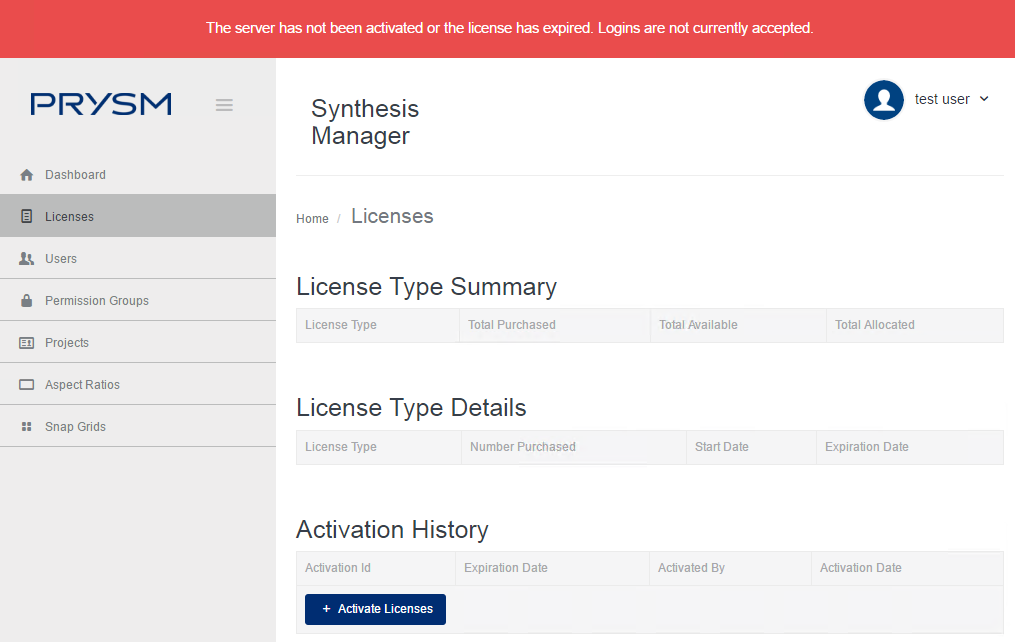 The server has not been activated or the license has expired. Logins are not currently accepted.
PRYSM
Synthesis
Manager
test user
Dashboard
Licenses
Users
Permission Groups
Projects
Aspect Ratios
Snap Grids
Home / Licenses
License Type Summary
License Type Total Purchased Total Available Total Allocated
License Type Details
License Type Number Purchased Start Date Expiration Date
Activation History
Activation Id Expiration Date Activated By Activation Date
+ Activate Licenses